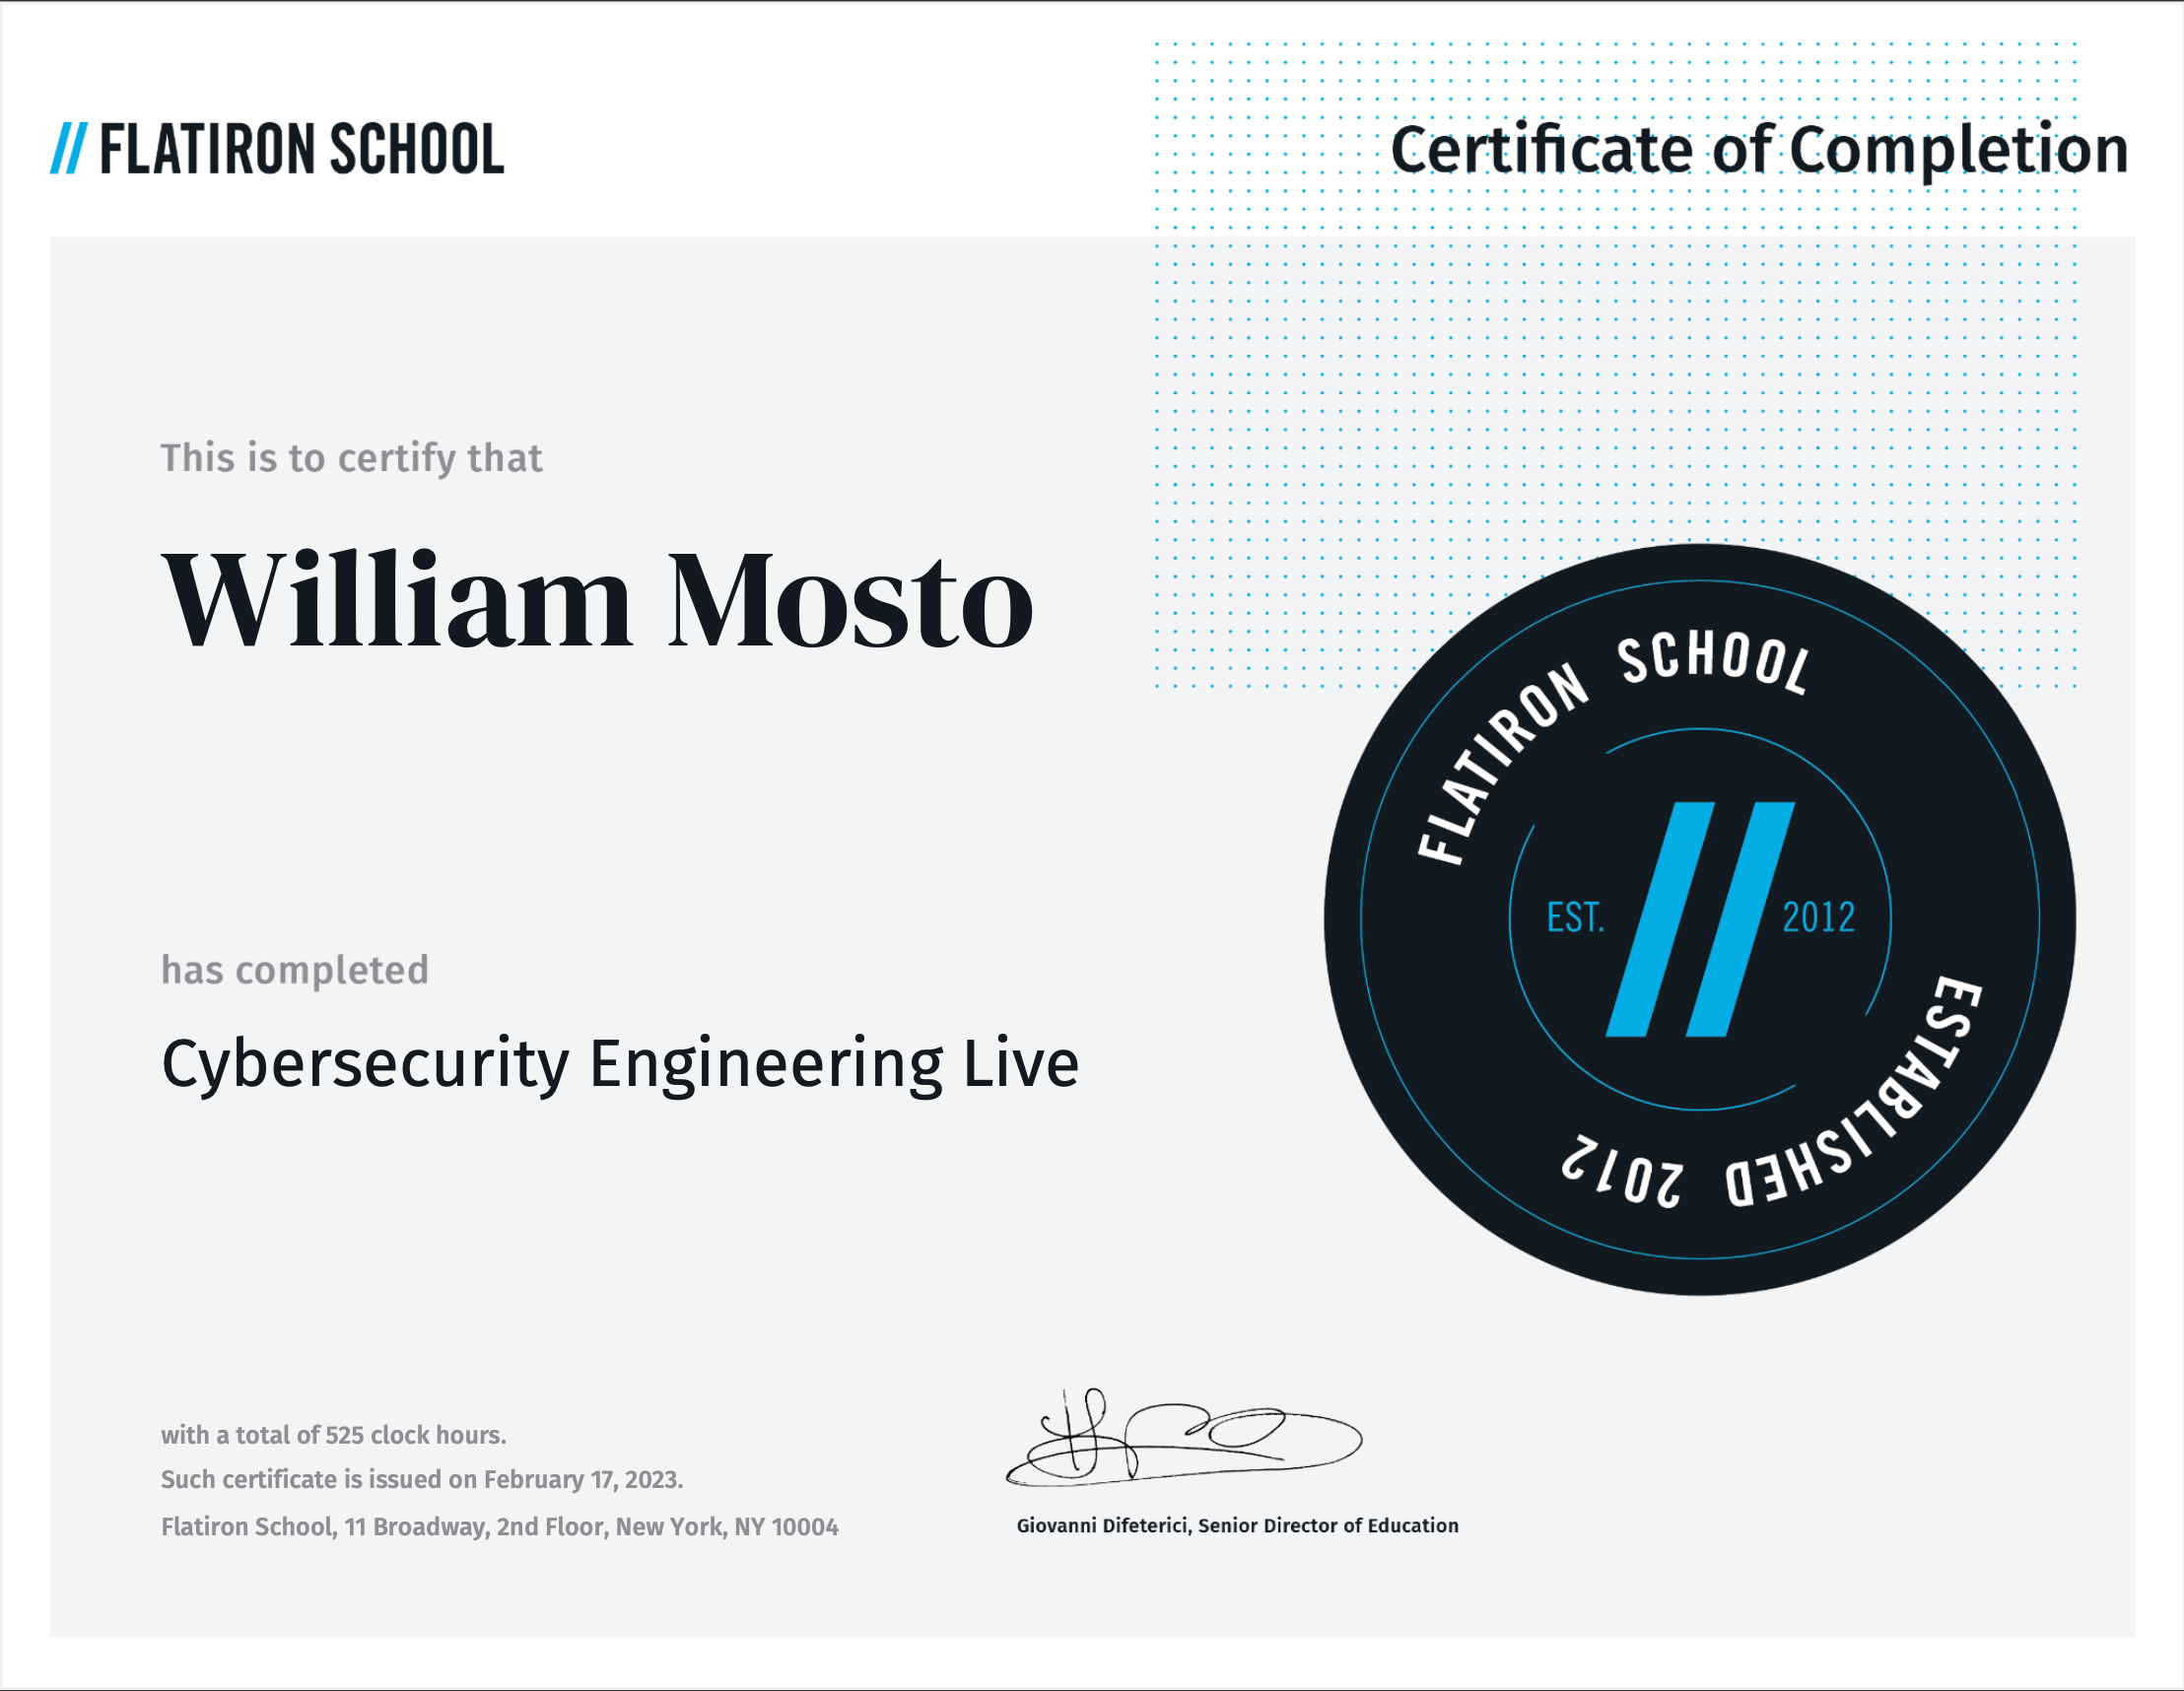 // FLATIRON SCHOOL
Certificate of Completion
This is to certify that
William Mosto
has completed
Cybersecurity Engineering Live
FLATIRON SCHOOL
EST. // 2012
ESTABLISHED 2012
with a total of 525 clock hours.
Such certificate is issued on February 17, 2023.
Flatiron School, 11 Broadway, 2nd Floor, New York, NY 10004
Giovanni Difeterici, Senior Director of Education